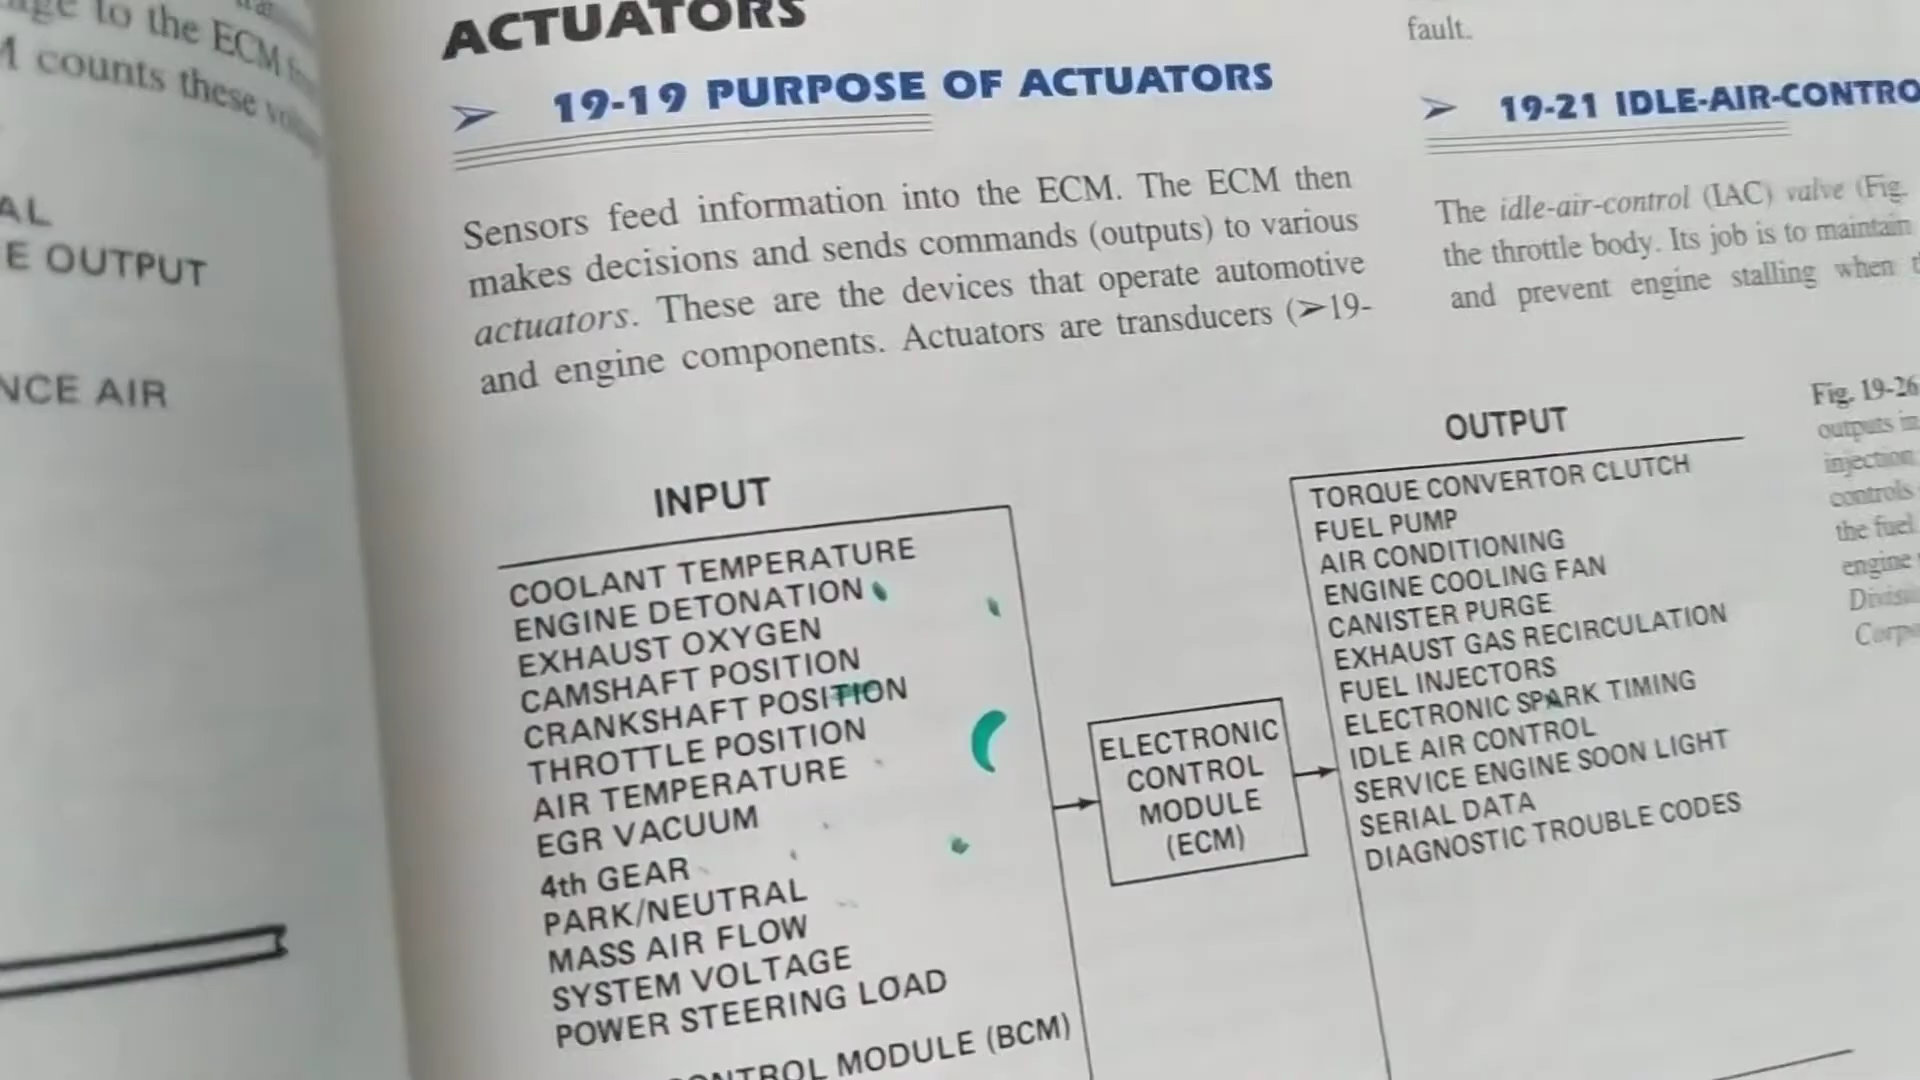 to the ECM
counts these
AL
E OUTPUT
NCE AIR
ACTUATORS
➢ 19-19 PURPOSE OF ACTUATORS
Sensors feed information into the ECM. The ECM then
makes decisions and sends commands (outputs) to various
actuators. These are the devices that operate automotive
and engine components. Actuators are transducers (➢19-
INPUT
COOLANT TEMPERATURE
ENGINE DETONATION
EXHAUST OXYGEN
CAMSHAFT POSITION
CRANKSHAFT POSITION
THROTTLE POSITION
AIR TEMPERATURE
EGR VACUUM
4th GEAR
PARK/NEUTRAL
MASS AIR FLOW
SYSTEM VOLTAGE
POWER STEERING LOAD
CONTROL MODULE (BCM)
ELECTRONIC
CONTROL
MODULE
(ECM)
OUTPUT
TORQUE CONVERTOR CLUTCH
FUEL PUMP
AIR CONDITIONING
ENGINE COOLING FAN
CANISTER PURGE
EXHAUST GAS RECIRCULATION
FUEL INJECTORS
ELECTRONIC SPARK TIMING
IDLE AIR CONTROL
SERVICE ENGINE SOON LIGHT
SERIAL DATA
DIAGNOSTIC TROUBLE CODES
fault.
➢ 19-21 IDLE-AIR-CONTRO
The idle-air-control (IAC) valve (Fig.
the throttle body. Its job is to maintain
and prevent engine stalling when
Fig. 19-26
outputs in
injection
controls
the fuel
engine